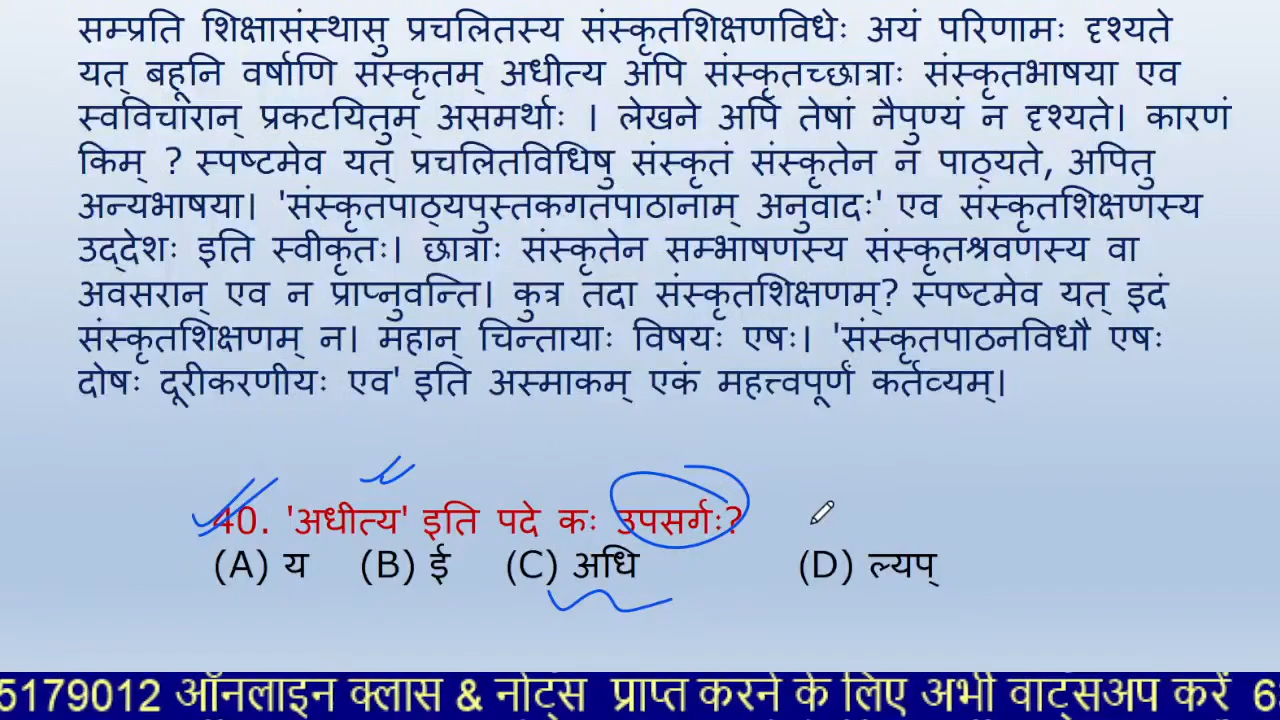 सम्प्रति शिक्षासंस्थासु प्रचलितस्य संस्कृतशिक्षणविधेः अयं परिणामः दृश्यते
यत् बहूनि वर्षाणि संस्कृतम् अधीत्य अपि संस्कृतच्छात्राः संस्कृतभाषया एव
स्वविचारान् प्रकटयितुम् असमर्थाः । लेखने अपि तेषां नैपुण्यं न दृश्यते। कारणं
किम् ? स्पष्टमेव यत् प्रचलितविधिषु संस्कृतं संस्कृतेन न पाठ्यते, अपितु
अन्यभाषया। 'संस्कृतपाठ्यपुस्तकगतपाठानाम् अनुवादः' एव संस्कृतशिक्षणस्य
उद्देशः इति स्वीकृतः। छात्राः संस्कृतेन सम्भाषणस्य संस्कृतश्रवणस्य वा
अवसरान् एव न प्राप्नुवन्ति। कुत्र तदा संस्कृतशिक्षणम्? स्पष्टमेव यत् इदं
संस्कृतशिक्षणम् न। महान् चिन्तायाः विषयः एषः। 'संस्कृतपाठनविधौ एषः
दोषः दूरीकरणीयः एव' इति अस्माकम् एकं महत्त्वपूर्णं कर्तव्यम्।
40. 'अधीत्य' इति पदे कः उपसर्गः?
(A) य (B) ई (C) अधि (D) ल्यप्
5179012 ऑनलाइन क्लास & नोट्स प्राप्त करने के लिए अभी वाट्सअप करें 6